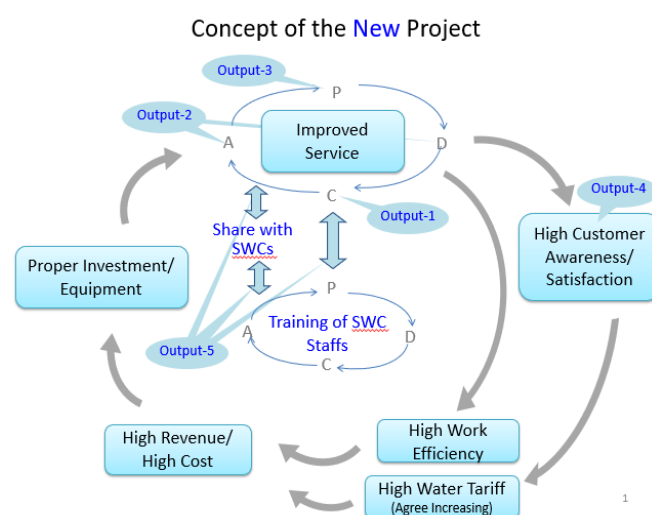 Concept of the New Project
Output-3
P
Output-2
Improved
Service
A
D
C
Output-1
Output-4
High Customer
Awareness/
Satisfaction
Share with
SWCs
Proper Investment/
Equipment
P
A
Training of SWC
Staffs
D
C
Output-5
High Revenue/
High Cost
High Work
Efficiency
High Water Tariff
(Agree Increasing)
1